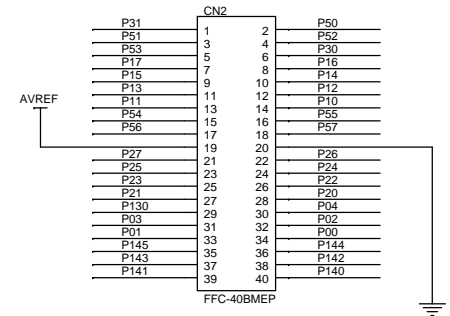 CN2
P31 1 2 P50
P51 3 4 P52
P53 5 6 P30
P17 7 8 P16
P15 9 10 P14
P13 11 12 P12
AVREF
P11 13 14 P10
P54 15 16 P55
P56 17 18 P57
19 20
P27 21 22 P26
P25 23 24 P24
P23 25 26 P22
P21 27 28 P20
P130 29 30 P04
P03 31 32 P02
P01 33 34 P00
P145 35 36 P144
P143 37 38 P142
P141 39 40 P140
FFC-40BMEP